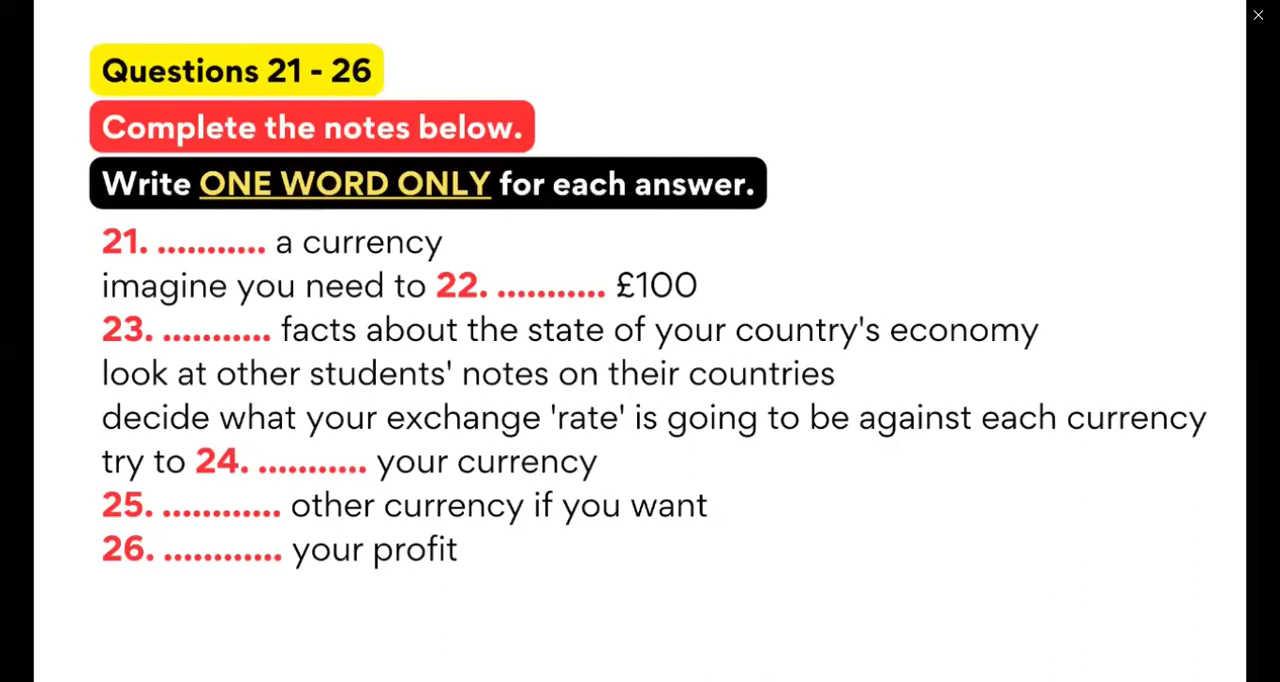 Questions 21 - 26
Complete the notes below.
Write ONE WORD ONLY for each answer.
21. ........... a currency
imagine you need to 22. ........... £100
23. ........... facts about the state of your country's economy
look at other students' notes on their countries
decide what your exchange 'rate' is going to be against each currency
try to 24. ........... your currency
25. ............ other currency if you want
26. ............ your profit